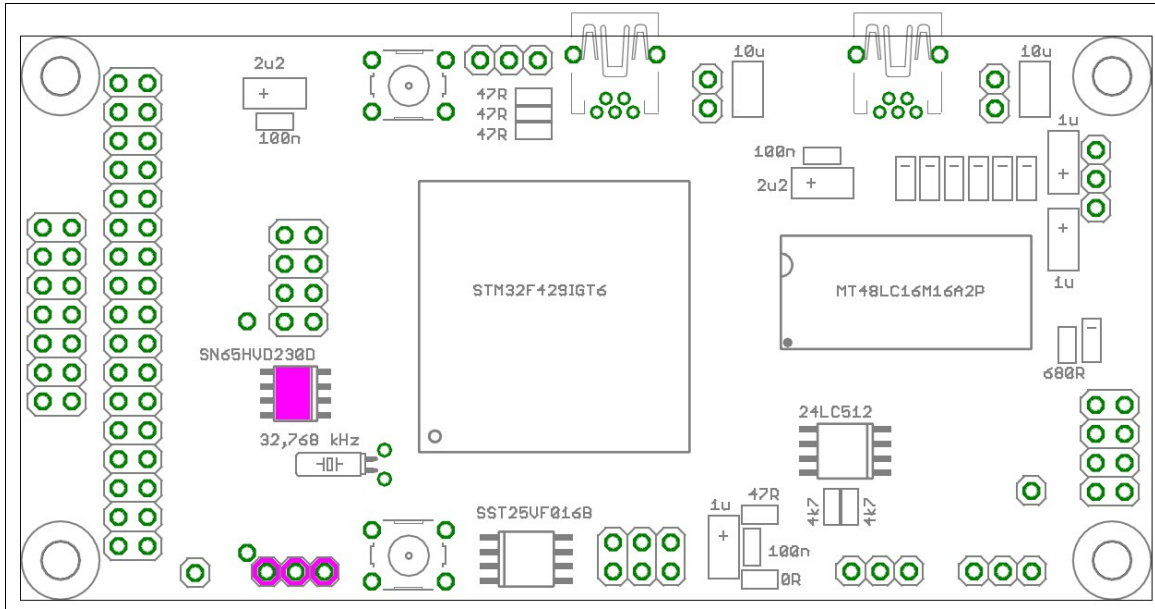 2u2
100n
47R
47R
47R
10u
10u
1u
100n
2u2
STM32F429IGT6
MT48LC16M16A2P
1u
SN65HVD230D
680R
24LC512
32,768 kHz
SST25VF016B
1u
47R
4k7
4k7
100n
0R